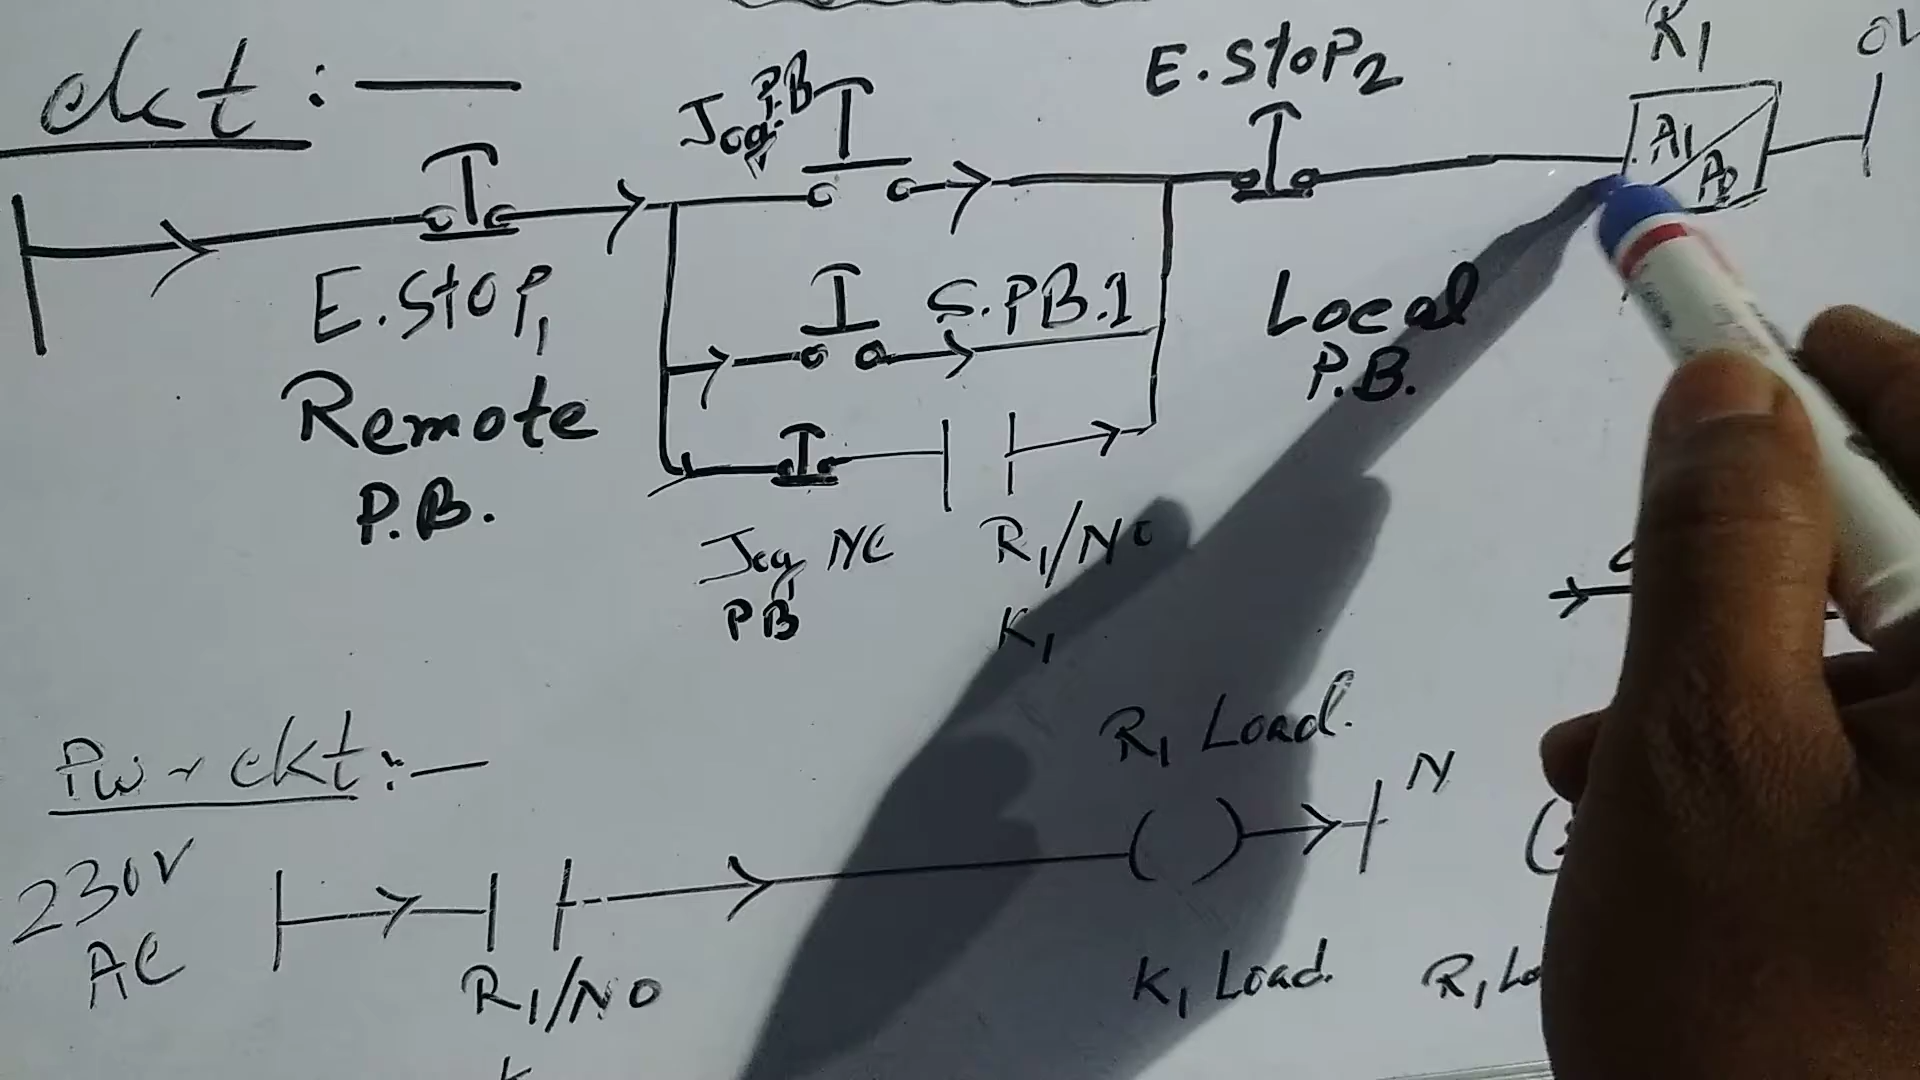 ckt :—
Jog P.B
E.Stop2
R1
A1
A2
E.Stop1
Remote
P.B.
S.PB.1
Local
P.B.
Jog NC
PB
R1/NO
K1
Pwr ckt :—
230V
AC
R1/NO
R1 Load.
N
K1 Load.